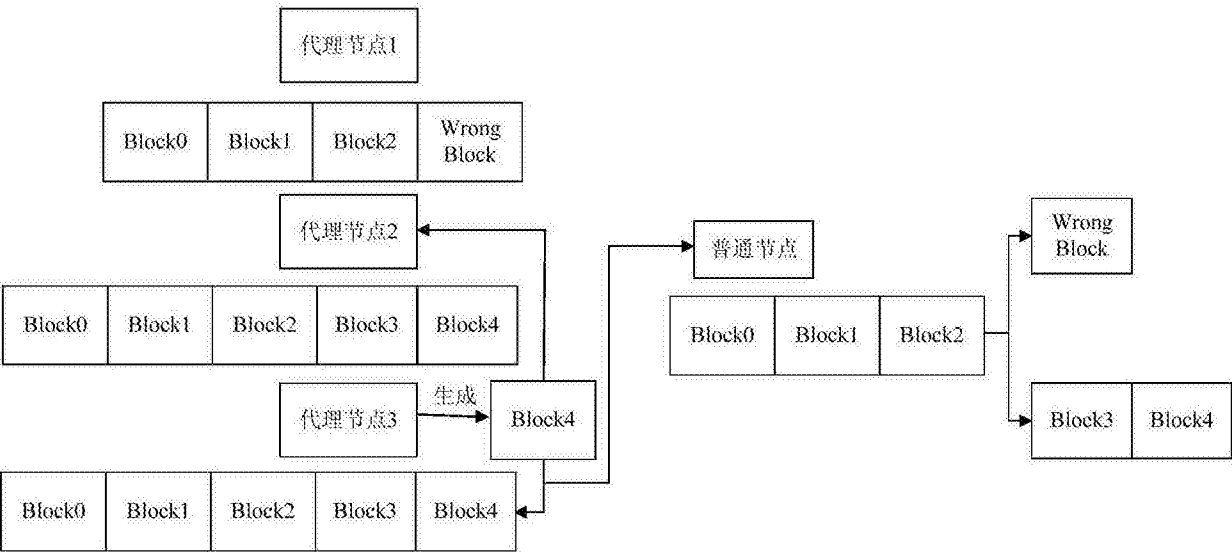 代理节点1
Block0 Block1 Block2 Wrong Block
代理节点2
Block0 Block1 Block2 Block3 Block4
代理节点3
生成
Block4
Block0 Block1 Block2 Block3 Block4
普通节点
Block0 Block1 Block2
Wrong
Block
Block3 Block4